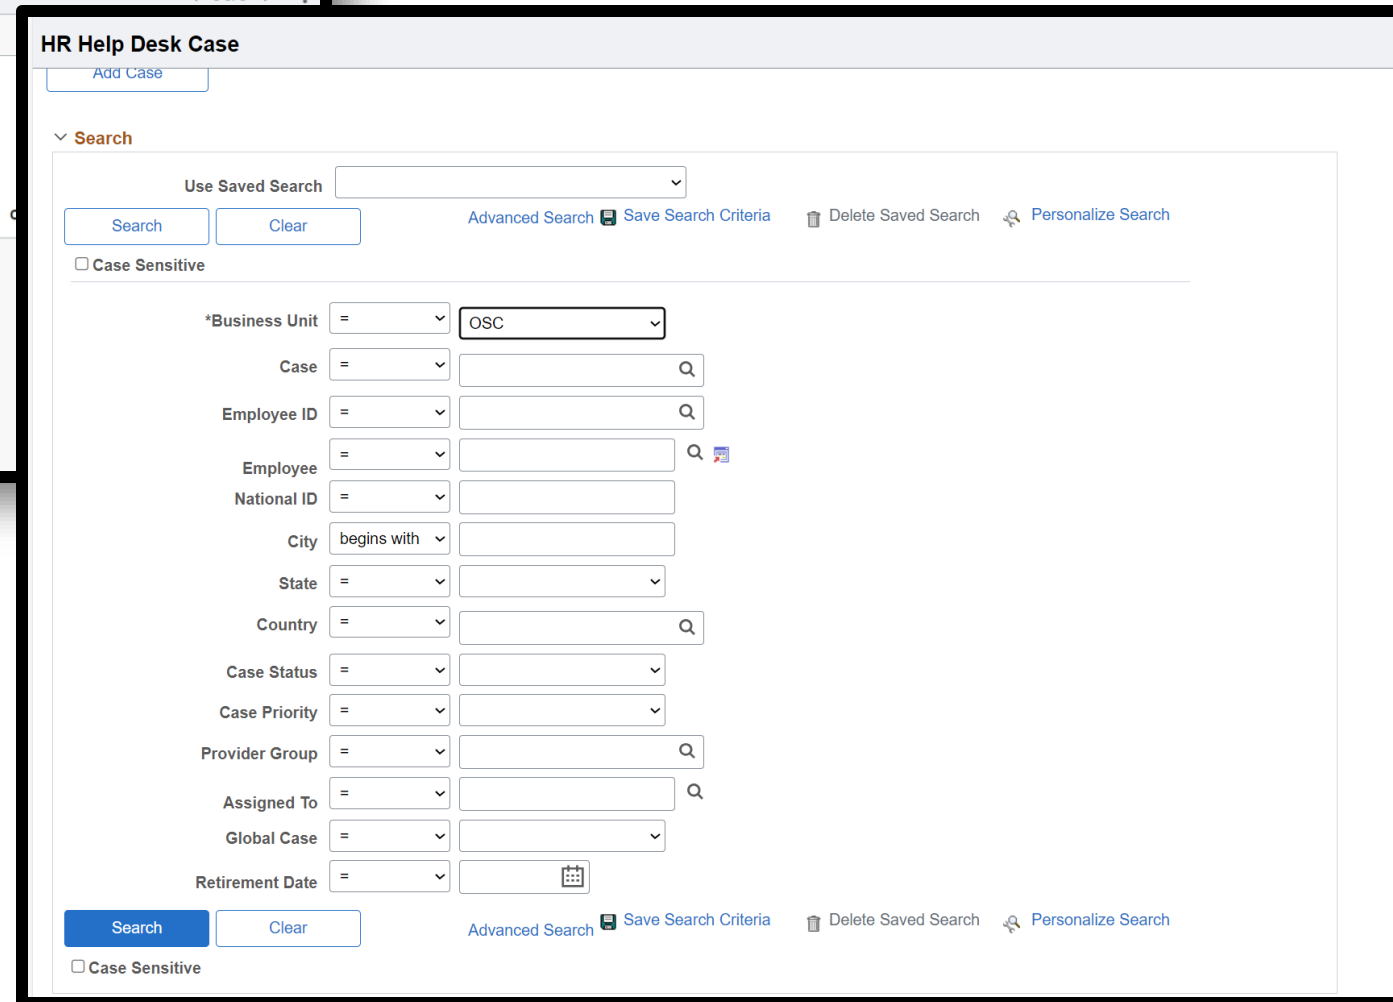 HR Help Desk Case
Add Case
Search
Use Saved Search
Search Clear Advanced Search Save Search Criteria Delete Saved Search Personalize Search
Case Sensitive
*Business Unit = OSC
Case =
Employee ID =
Employee =
National ID =
City begins with
State =
Country =
Case Status =
Case Priority =
Provider Group =
Assigned To =
Global Case =
Retirement Date =
Search Clear Advanced Search Save Search Criteria Delete Saved Search Personalize Search
Case Sensitive